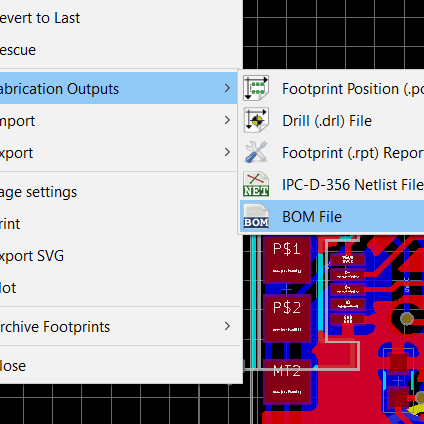 evert to Last
escue
abrication Outputs
mport
xport
age settings
rint
xport SVG
lot
rchive Footprints
lose
Footprint Position (.po
Drill (.drl) File
Footprint (.rpt) Repor
NET
IPC-D-356 Netlist File
BOM
BOM File
P$1
P$2
MT2